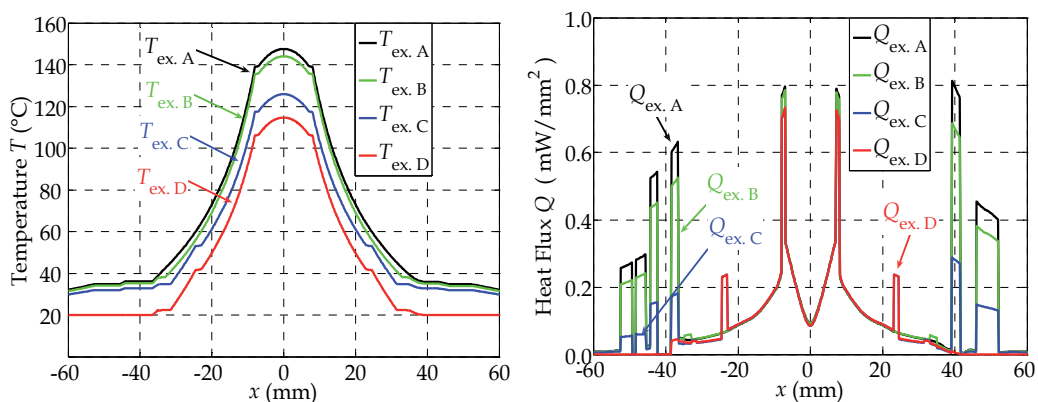 Temperature T (°C)
160
140
120
100
80
60
40
20
-60
-40
-20
0
20
40
60
x (mm)
T ex. A
T ex. B
T ex. C
T ex. D
T ex. A
T ex. B
T ex. C
T ex. D
Heat Flux Q ( mW/mm²)
1.0
0.8
0.6
0.4
0.2
0.0
-60
-40
-20
0
20
40
60
x (mm)
Q ex. A
Q ex. B
Q ex. C
Q ex. D
Q ex. A
Q ex. B
Q ex. C
Q ex. D